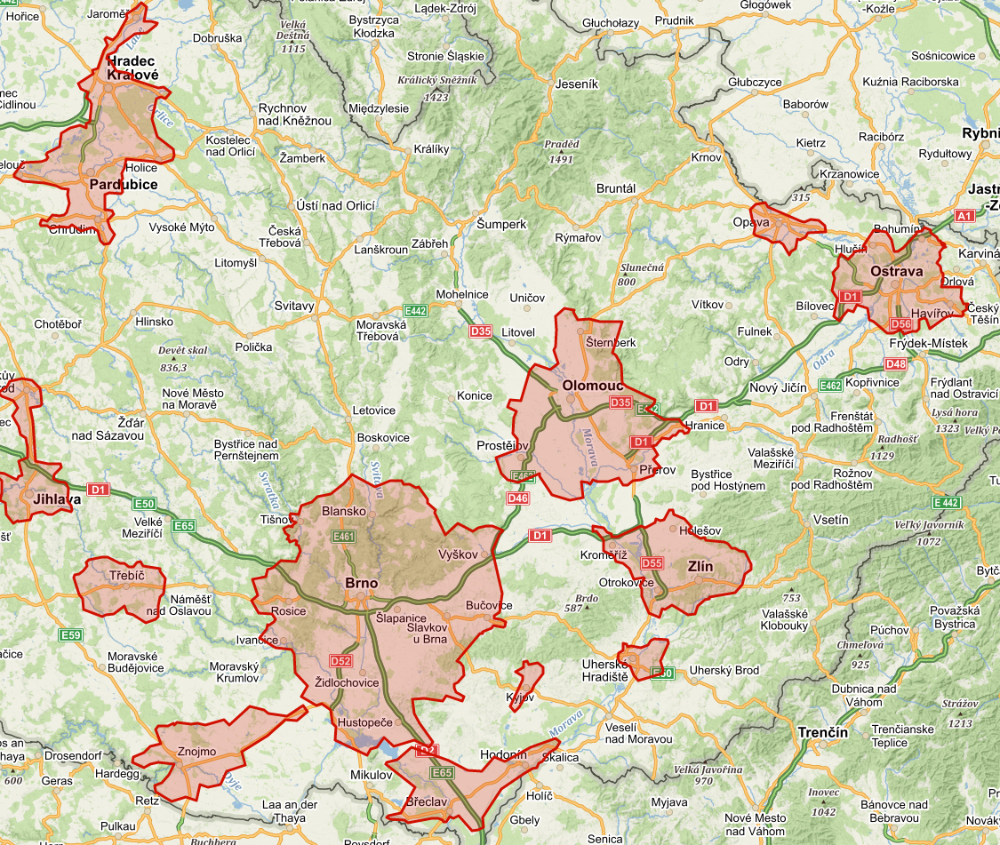 Hořice
Jaroměř
Labe
Dobruška
Velká
Deštná
1115
Bystrzyca
Kłodzka
Lądek-Zdrój
Stronie Śląskie
Králický Sněžník
1423
Głuchołazy
Prudnik
Głogówek
-Koźle
Sośnicowice
Hradec
Králové
Jeseník
Głubczyce
Kuźnia Raciborska
Baborów
Rychnov
nad Kněžnou
Międzylesie
Orlice
Kostelec
nad Orlicí
Žamberk
Králíky
Praděd
1491
Krnov
Kietrz
Racibórz
Rydułtowy
Krzanowice
Holice
Pardubice
Bruntál
315
A1
Ústí nad Orlicí
Chrudim
Vysoké Mýto
Česká
Třebová
Šumperk
Rýmařov
Opava
Bohumín
Hlučín
Karviná
Lanškroun
Zábřeh
Litomyšl
Slunečná
800
Ostrava
Orlová
Mohelnice
Uničov
D1
Svitavy
E442
Vítkov
Bílovec
Havířov
Český
Těšín
Chotěboř
Hlinsko
Moravská
Třebová
D35
Litovel
Fulnek
D56
Frýdek-Místek
Polička
Šternberk
Devět skal
836,3
Odry
Odra
D48
Olomouc
Nový Jičín
E462
Kopřivnice
Frýdlant
nad Ostravicí
Nové Město
na Moravě
Konice
D35
D1
Letovice
Hranice
Frenštát
pod Radhoštěm
Lysá hora
1323
Žďár
nad Sázavou
Boskovice
Prostějov
Morava
D1
Radhošť
1129
Bystřice nad
Pernštejnem
Valašské
Meziříčí
Svratka
Svitava
Přerov
Bystřice
pod Hostýnem
Rožnov
pod Radhoštěm
D1
Jihlava
E50
D46
E 442
Tišnov
Blansko
Velké
Meziříčí
E65
E461
D1
Holešov
Vsetín
Velký Javorník
1072
Vyškov
Kroměříž
D55
Zlín
Třebíč
Brno
Otrokovice
Brdo
587
753
Náměšť
nad Oslavou
Rosice
Šlapanice
Bučovice
Slavkov
u Brna
Valašské
Klobouky
Považská
Bystrica
Púchov
E59
Ivančice
Chmeľová
925
Moravské
Budějovice
Moravský
Krumlov
D52
Židlochovice
Uherské
Hradiště
Uherský Brod
Kyjov
Dubnica nad
Váhom
Strážov
1213
Hustopeče
Morava
Veselí
nad Moravou
Trenčín
Trenčianske
Teplice
Znojmo
D2
Hodonín
Skalica
Drosendorf
Hardegg
600
Geras
Dyje
Mikulov
E65
Velká Javořina
970
Retz
Břeclav
Holíč
Inovec
1042
Laa an der
Thaya
Pulkau
Gbely
Myjava
Nové Mesto
nad Váhom
Bánovce nad
Bebravou
Senica
Buchberg